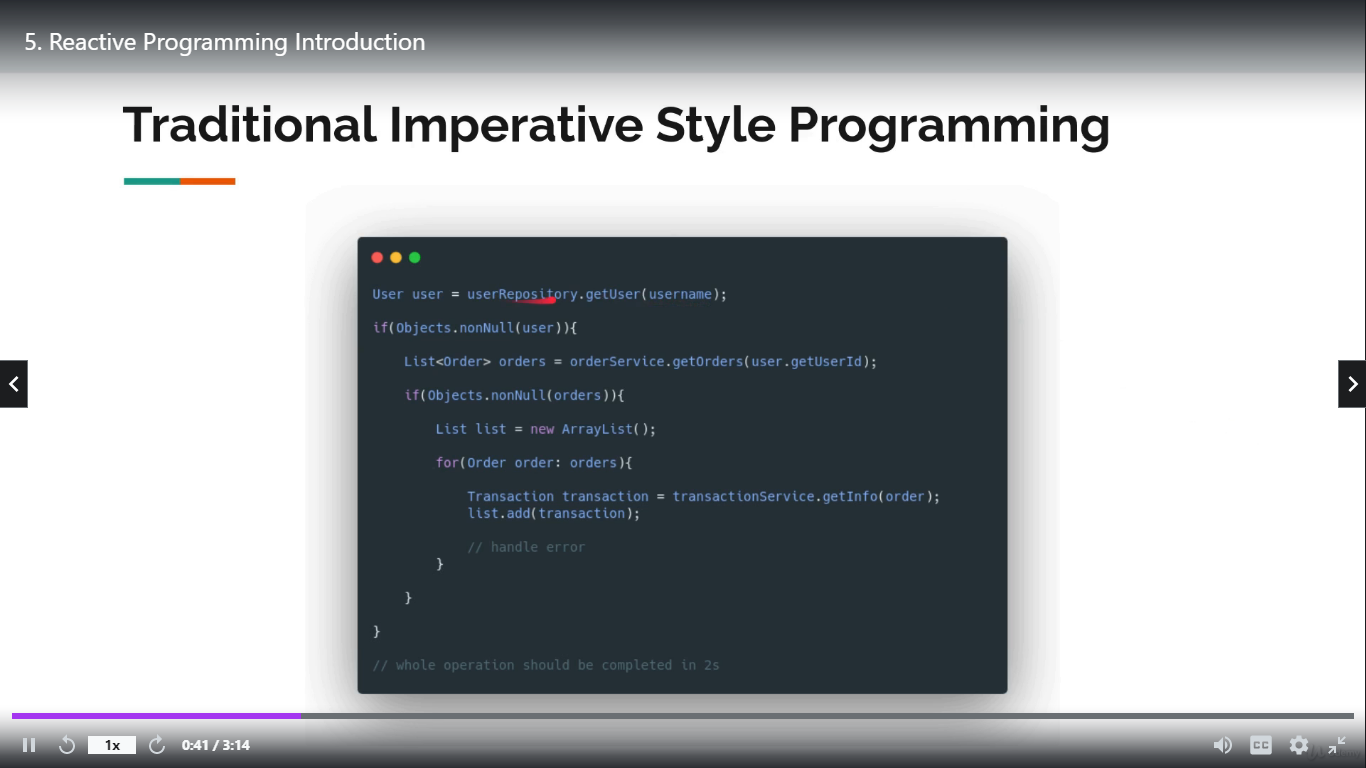 5. Reactive Programming Introduction
Traditional Imperative Style Programming
User user = userRepository.getUser(username);
if(Objects.nonNull(user)){
List<Order> orders = orderService.getOrders(user.getUserId);
if(Objects.nonNull(orders)){
List list = new ArrayList();
for(Order order: orders){
Transaction transaction = transactionService.getInfo(order);
list.add(transaction);
// handle error
}
}
}
// whole operation should be completed in 2s
1x
0:41 / 3:14
CC